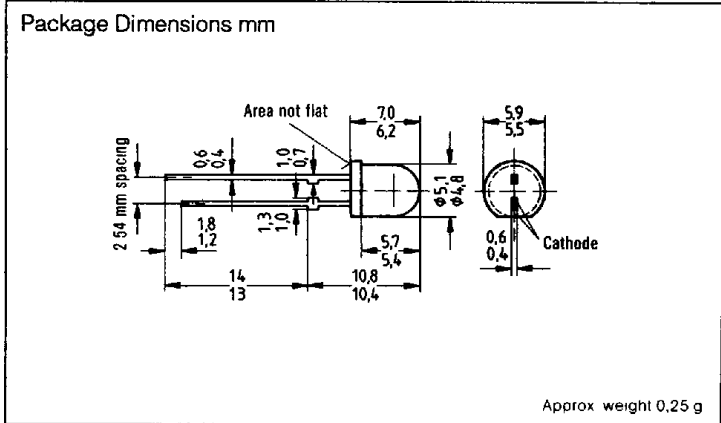 Package Dimensions mm
Area not flat
7,0
6,2
5,9
5,5
0,6
0,4
1,0
0,7
2 54 mm spacing
ϕ5,1
ϕ4,8
1,8
1,2
1,3
1,0
5,7
5,4
0,6
0,4
Cathode
14
13
10,8
10,4
Approx weight 0,25 g